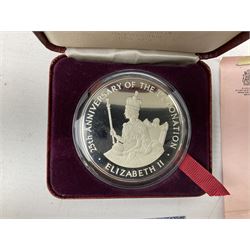 25th ANNIVERSARY OF THE CORONATION
ELIZABETH II